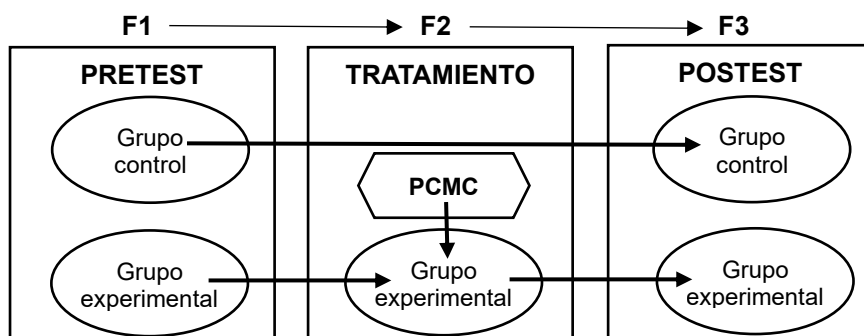 F1 F2 F3
PRETEST TRATAMIENTO POSTEST
Grupo
control
Grupo
control
PCMC
Grupo
experimental
Grupo
experimental
Grupo
experimental